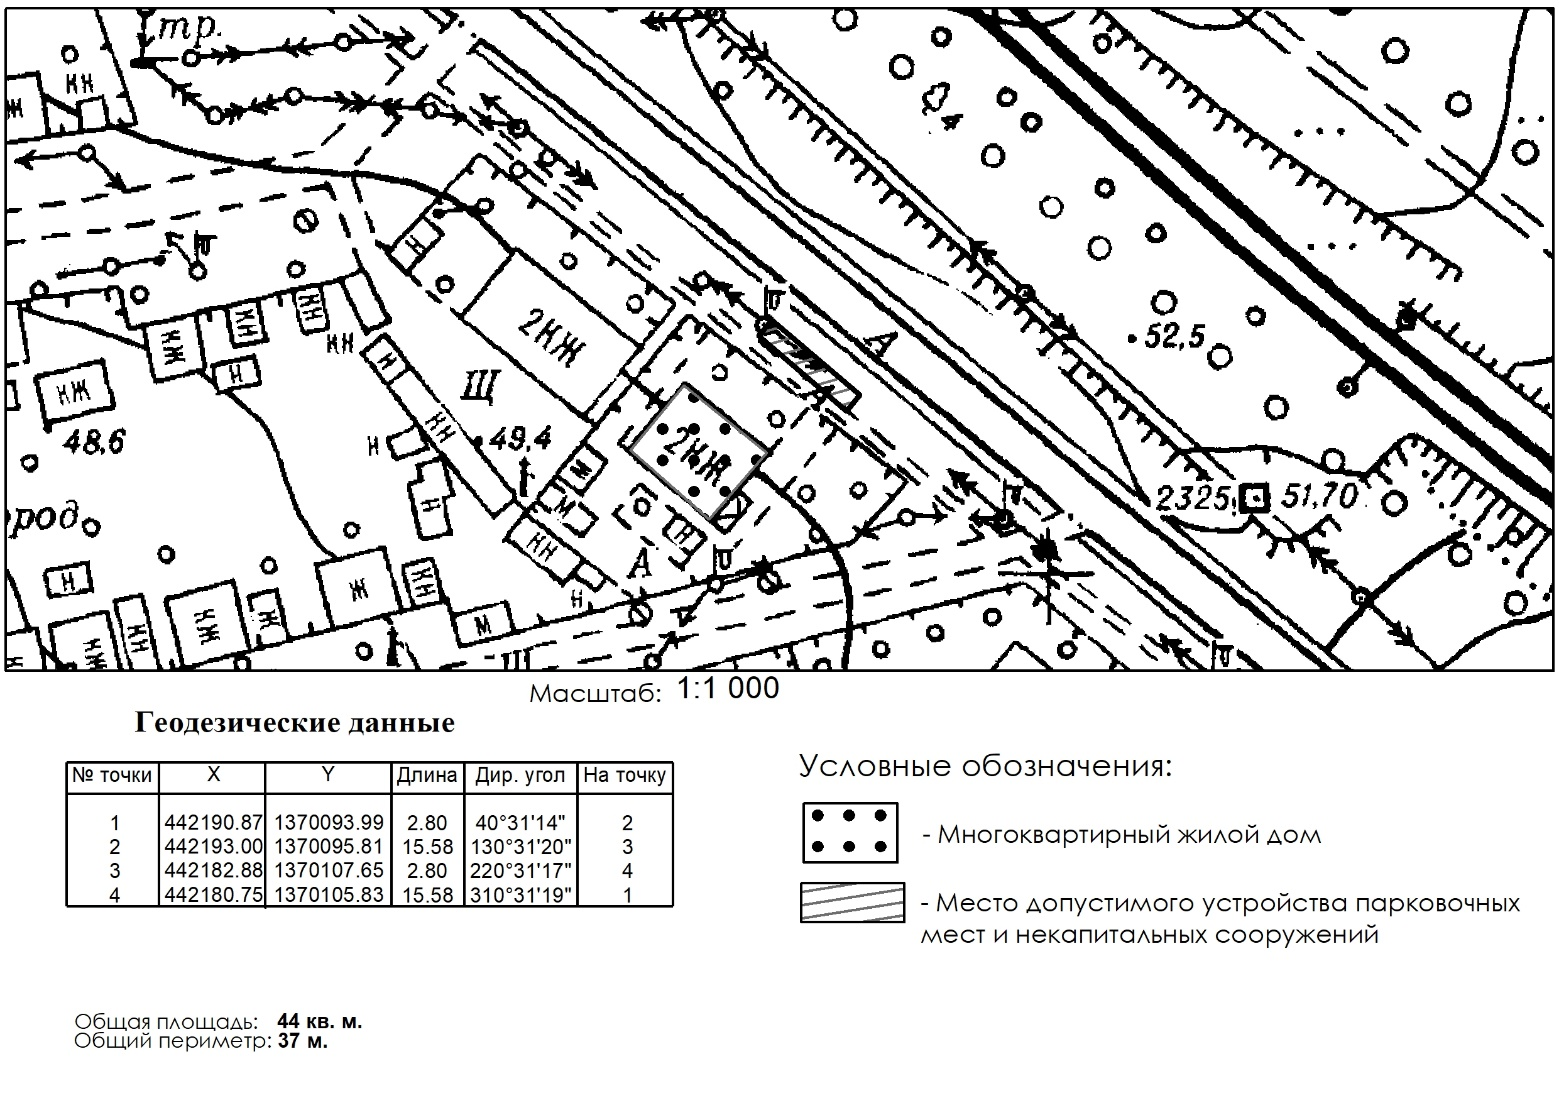 тр.
КН
Ж
Н
2КЖ
А
52,5
КН
КН
КЖ
КН
Н
Н
КЖ
Щ
КН
48,6
Н
49,4
2КЖ
М
М
Н
род
КН
Н
А
2325,
51,70
Н
Н
КЖ
КН
КЖ
Ж
Ж
КН
М
Щ
Масштаб: 1:1 000
Геодезические данные
№ точки X Y Длина Дир. угол На точку
1 442190.87 1370093.99 2.80 40°31'14" 2
2 442193.00 1370095.81 15.58 130°31'20" 3
3 442182.88 1370107.65 2.80 220°31'17" 4
4 442180.75 1370105.83 15.58 310°31'19" 1
Условные обозначения:
- Многоквартирный жилой дом
- Место допустимого устройства парковочных
мест и некапитальных сооружений
Общая площадь: 44 кв. м.
Общий периметр: 37 м.